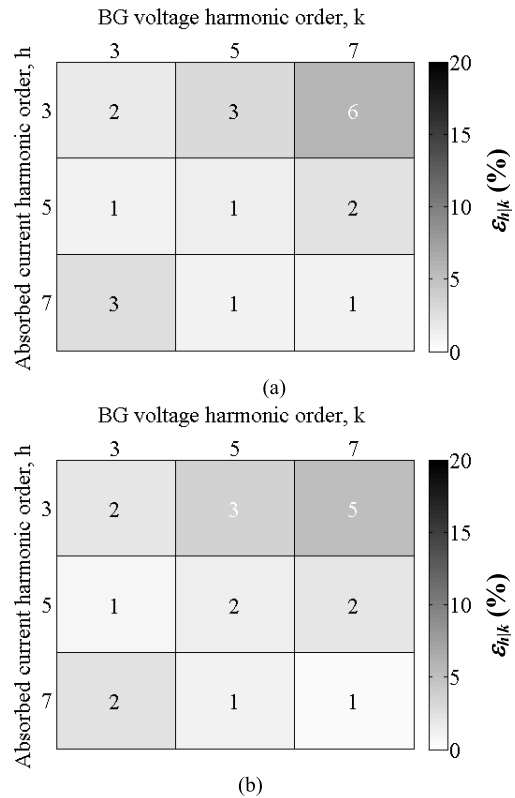 BG voltage harmonic order, k
3 5 7
Absorbed current harmonic order, h
3 2 3 6
5 1 1 2
7 3 1 1
20
15
10
5
0
εh|k (%)
(a)
BG voltage harmonic order, k
3 5 7
Absorbed current harmonic order, h
3 2 3 5
5 1 2 2
7 2 1 1
20
15
10
5
0
εh|k (%)
(b)